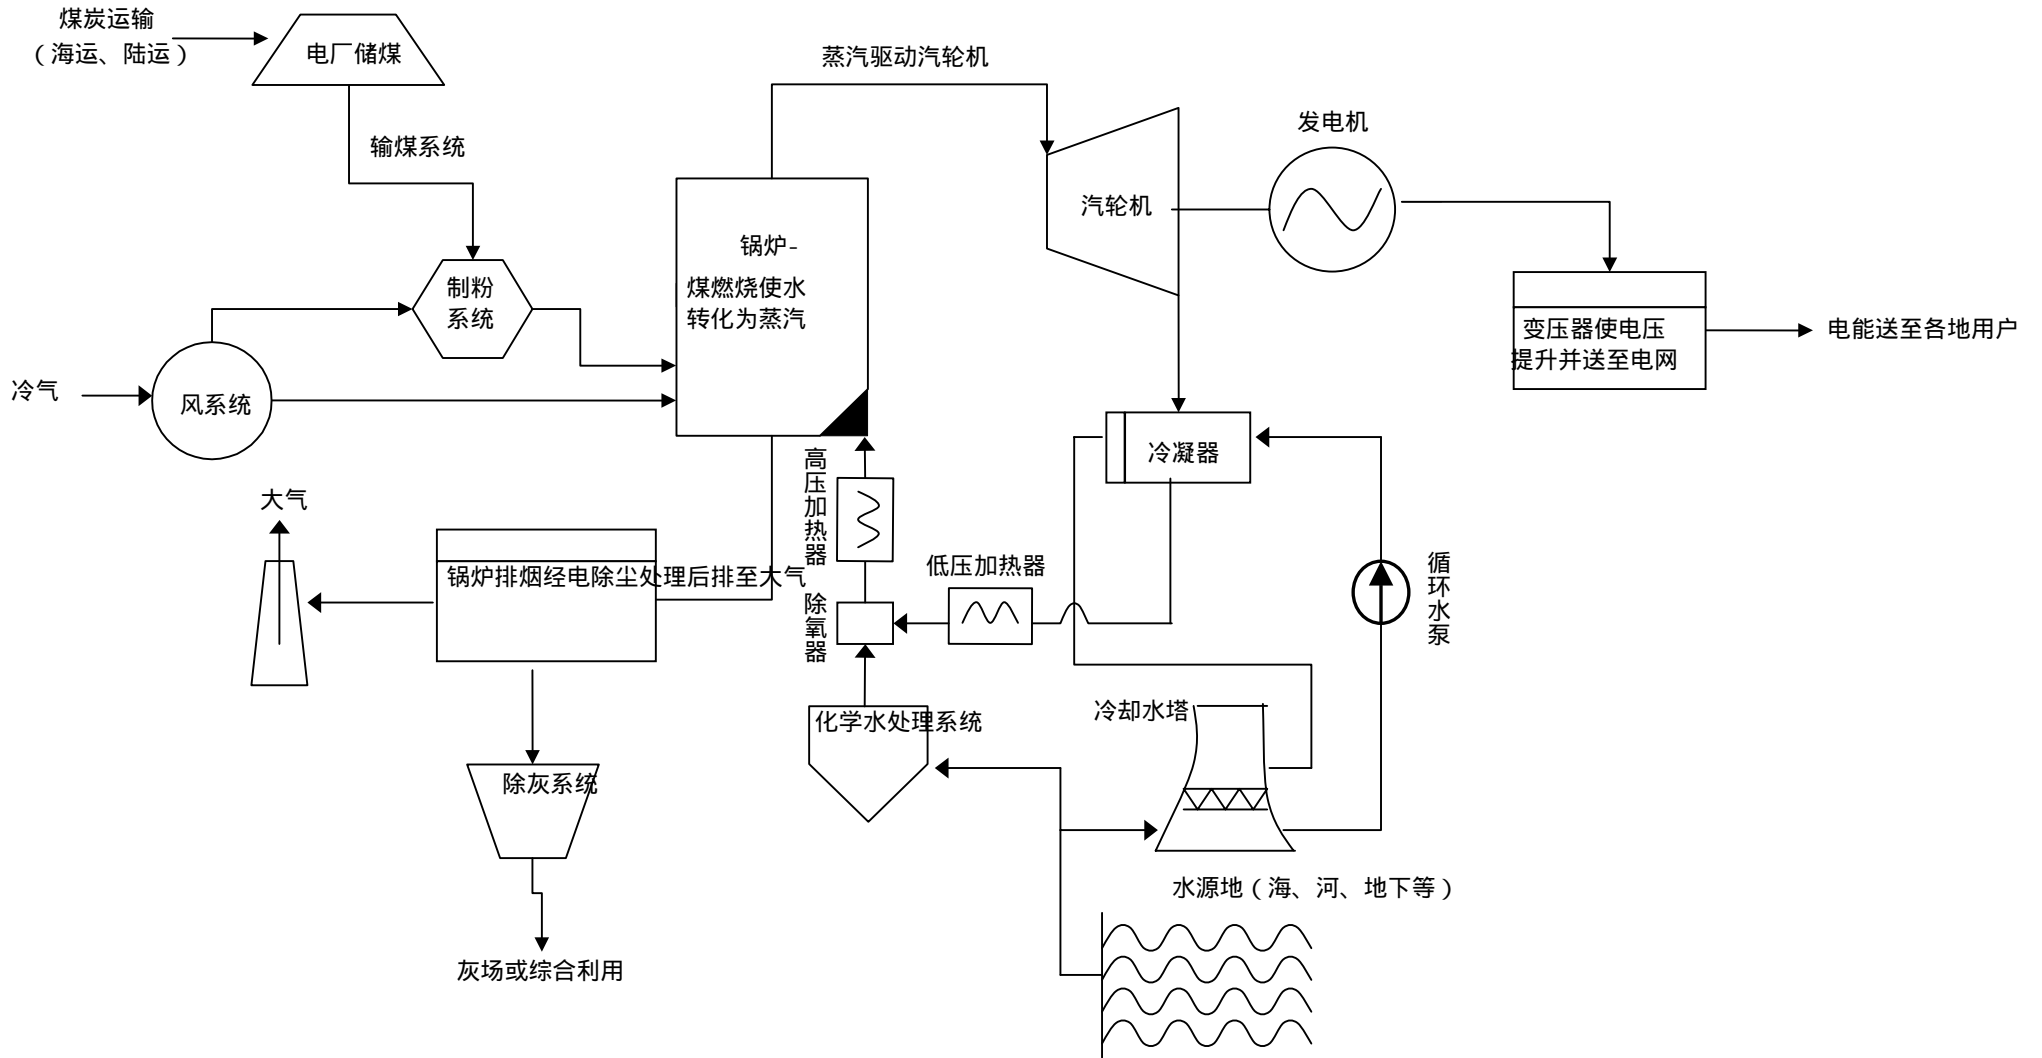 煤炭运输
（海运、陆运）
电厂储煤
蒸汽驱动汽轮机
发电机
输煤系统
汽轮机
锅炉-
煤燃烧使水
转化为蒸汽
制粉
系统
变压器使电压
提升并送至电网
电能送至各地用户
冷气
风系统
冷凝器
高压加热器
大气
低压加热器
循环水泵
锅炉排烟经电除尘处理后排至大气
除氧器
冷却水塔
化学水处理系统
除灰系统
水源地（海、河、地下等）
灰场或综合利用